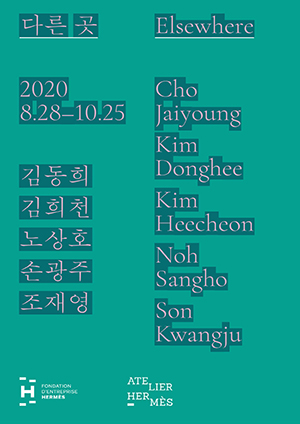 다른 곳
Elsewhere
2020
8.28–10.25
Cho
Jaiyoung
Kim
Donghee
Kim
Heecheon
Noh
Sangho
Son
Kwangju
김동희
김희천
노상호
손광주
조재영
H
FONDATION
D'ENTREPRISE
HERMÈS
ATE
LIER
HER
MÈS